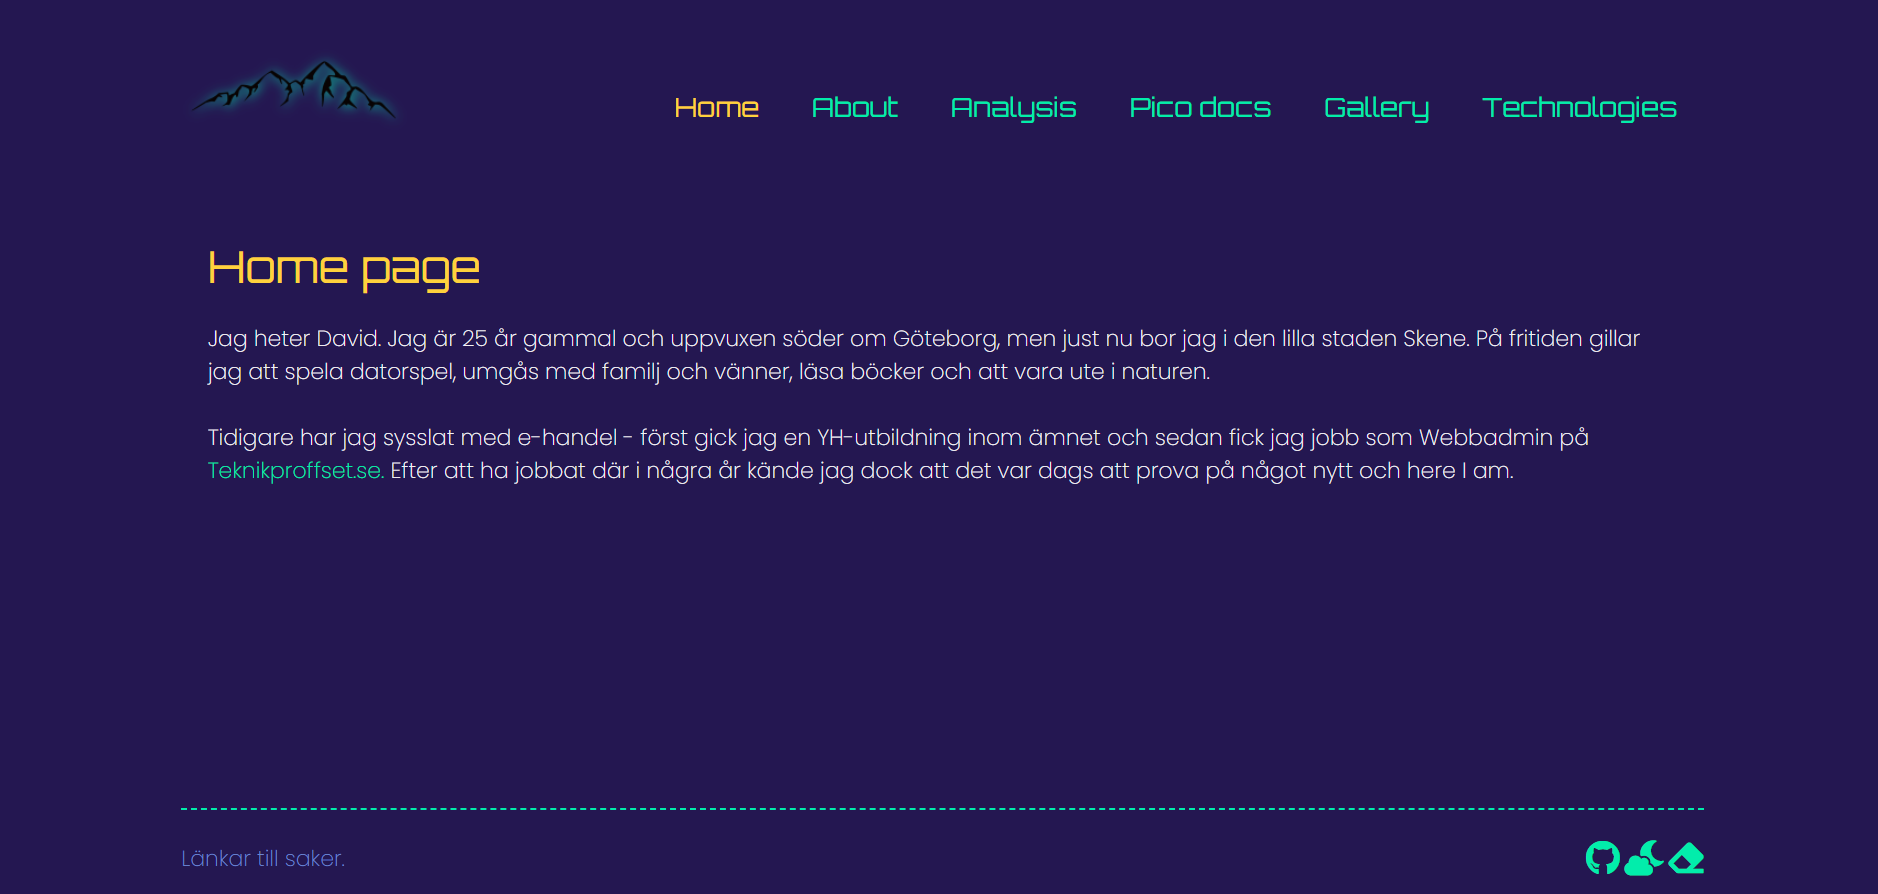 Home About Analysis Pico docs Gallery Technologies
Home page
Jag heter David. Jag är 25 år gammal och uppvuxen söder om Göteborg, men just nu bor jag i den lilla staden Skene. På fritiden gillar
jag att spela datorspel, umgås med familj och vänner, läsa böcker och att vara ute i naturen.
Tidigare har jag sysslat med e-handel - först gick jag en YH-utbildning inom ämnet och sedan fick jag jobb som Webbadmin på
Teknikproffset.se. Efter att ha jobbat där i några år kände jag dock att det var dags att prova på något nytt och here I am.
Länkar till saker.